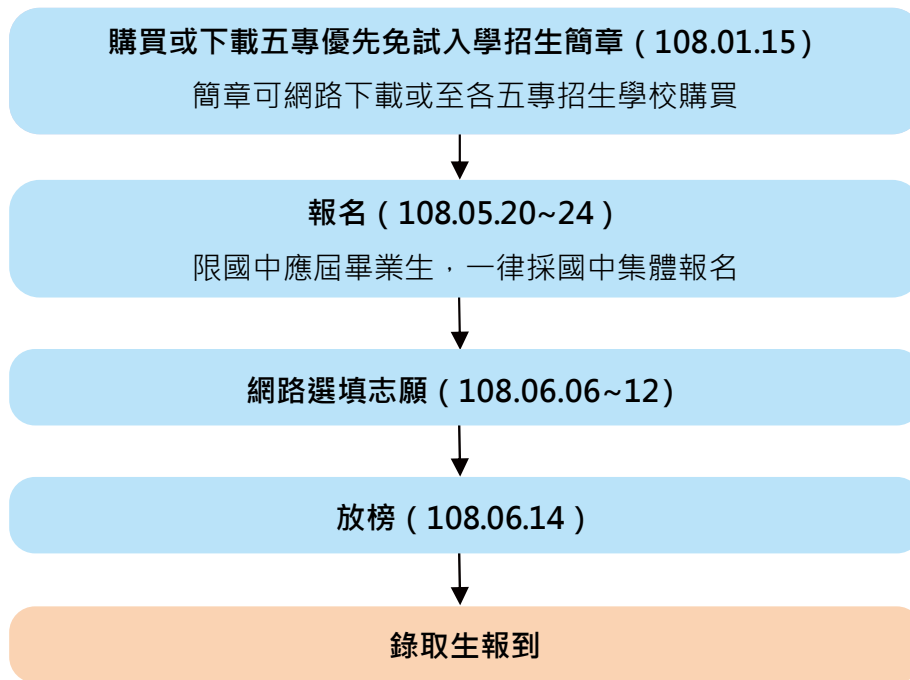 購買或下載五專優先免試入學招生簡章（108.01.15）
簡章可網路下載或至各五專招生學校購買
報名（108.05.20~24）
限國中應屆畢業生，一律採國中集體報名
網路選填志願（108.06.06~12）
放榜（108.06.14）
錄取生報到